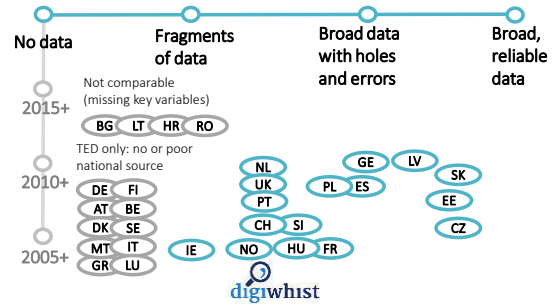 No data
Fragments
of data
Broad data
with holes
and errors
Broad,
reliable
data
2015+
Not comparable
(missing key variables)
BG LT HR RO
TED only: no or poor
national source
2010+
DE FI
AT BE
DK SE
MT IT
GR LU
2005+
IE
NL
UK
PT
CH SI
NO HU FR
GE LV
PL ES
SK
EE
CZ
digiwhist